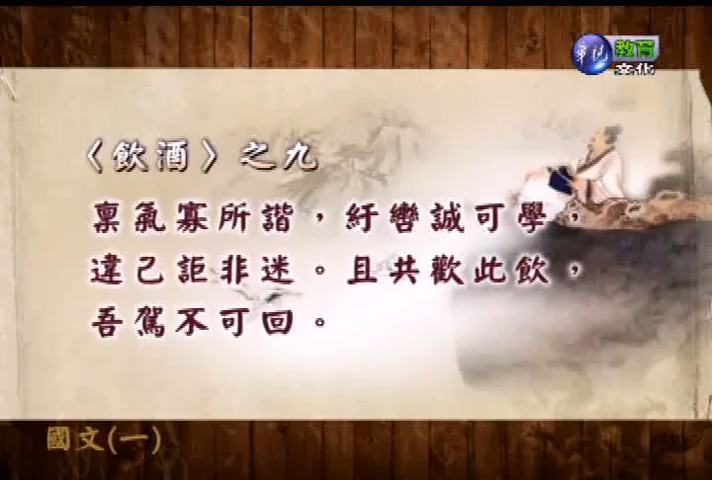 華視
教育
文化
〈飲酒〉之九
稟氣寡所諧，紆轡誠可學，
違己詎非迷。且共歡此飲，
吾駕不可回。
國文(一)